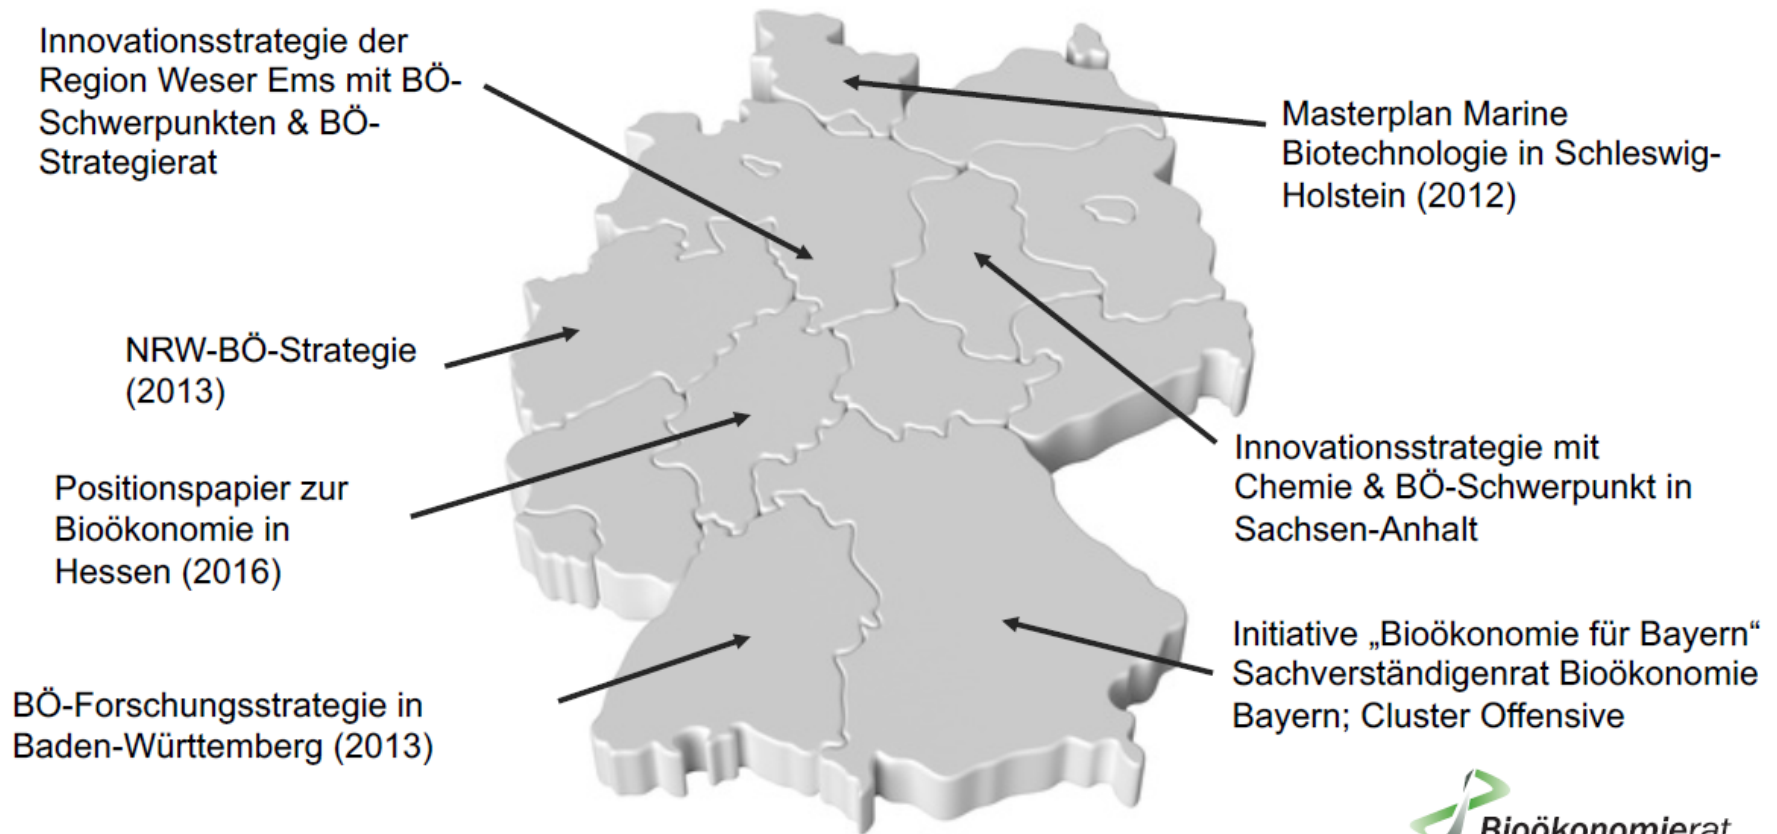 Innovationsstrategie der
Region Weser Ems mit BÖ-
Schwerpunkten & BÖ-
Strategierat
Masterplan Marine
Biotechnologie in Schleswig-
Holstein (2012)
NRW-BÖ-Strategie
(2013)
Positionspapier zur
Bioökonomie in
Hessen (2016)
Innovationsstrategie mit
Chemie & BÖ-Schwerpunkt in
Sachsen-Anhalt
BÖ-Forschungsstrategie in
Baden-Württemberg (2013)
Initiative „Bioökonomie für Bayern“
Sachverständigenrat Bioökonomie
Bayern; Cluster Offensive
Bioökonomierat